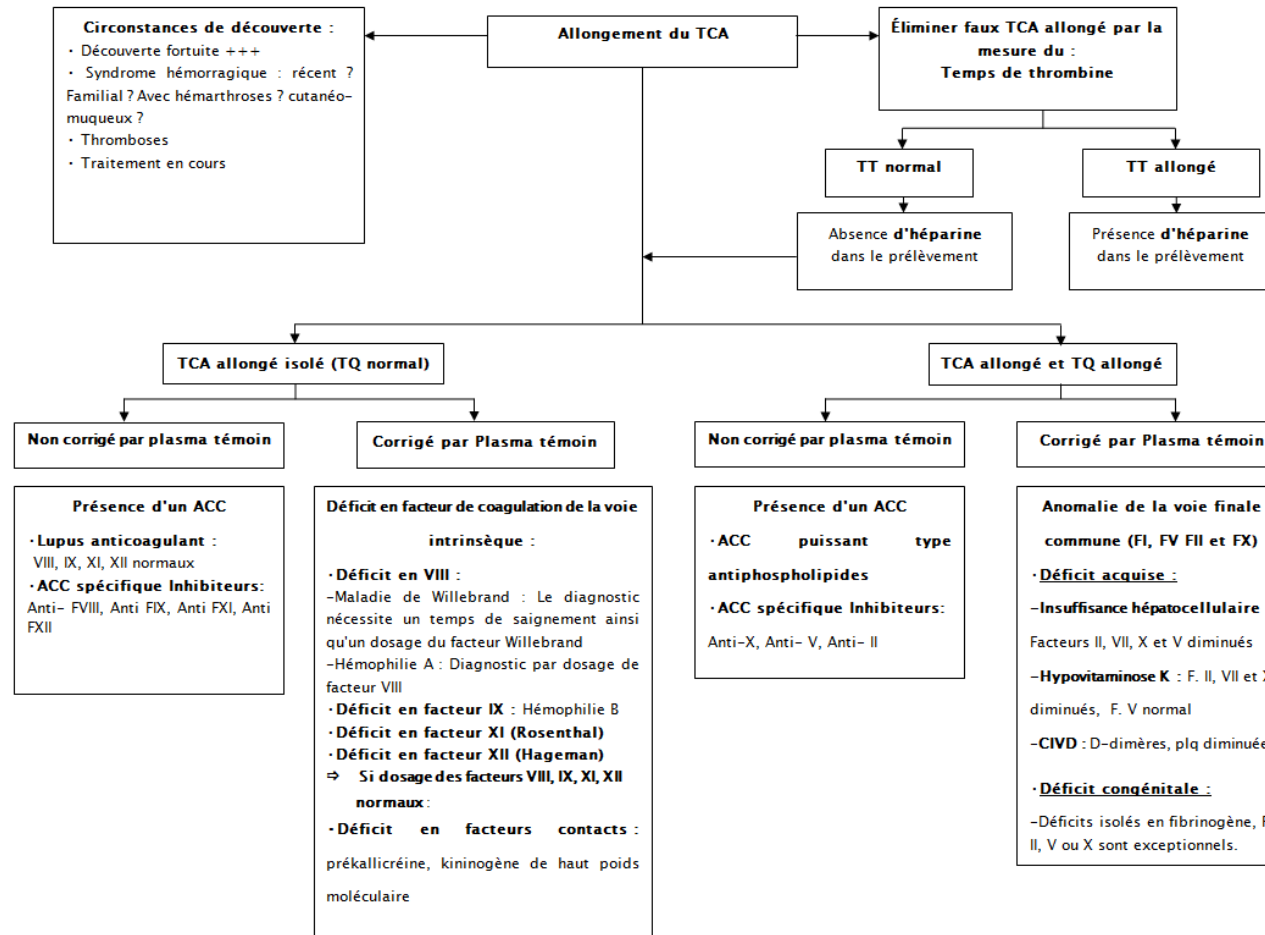 Circonstances de découverte :
· Découverte fortuite +++
· Syndrome hémorragique : récent ?
Familial ? Avec hémarthroses ? cutanéo-
muqueux ?
· Thromboses
· Traitement en cours
Allongement du TCA
Éliminer faux TCA allongé par la
mesure du :
Temps de thrombine
TT normal
TT allongé
Absence d'héparine
dans le prélèvement
Présence d'héparine
dans le prélèvement
TCA allongé isolé (TQ normal)
TCA allongé et TQ allongé
Non corrigé par plasma témoin
Corrigé par Plasma témoin
Non corrigé par plasma témoin
Corrigé par Plasma témoin
Présence d'un ACC
·Lupus anticoagulant :
VIII, IX, XI, XII normaux
·ACC spécifique Inhibiteurs:
Anti- FVIII, Anti FIX, Anti FXI, Anti
FXII
Déficit en facteur de coagulation de la voie
intrinsèque :
·Déficit en VIII :
-Maladie de Willebrand : Le diagnostic
nécessite un temps de saignement ainsi
qu'un dosage du facteur Willebrand
-Hémophilie A : Diagnostic par dosage de
facteur VIII
·Déficit en facteur IX : Hémophilie B
·Déficit en facteur XI (Rosenthal)
·Déficit en facteur XII (Hageman)
⇒ Si dosage des facteurs VIII, IX, XI, XII
normaux :
·Déficit en facteurs contacts :
prékallicréine, kininogène de haut poids
moléculaire
Présence d'un ACC
·ACC puissant type
antiphospholipides
·ACC spécifique Inhibiteurs:
Anti-X, Anti- V, Anti- II
Anomalie de la voie finale
commune (FI, FV FII et FX)
·Déficit acquise :
-Insuffisance hépatocellulaire
Facteurs II, VII, X et V diminués
-Hypovitaminose K : F. II, VII et
diminués, F. V normal
-CIVD : D-dimères, plq diminuée
·Déficit congénitale :
-Déficits isolés en fibrinogène,
II, V ou X sont exceptionnels.